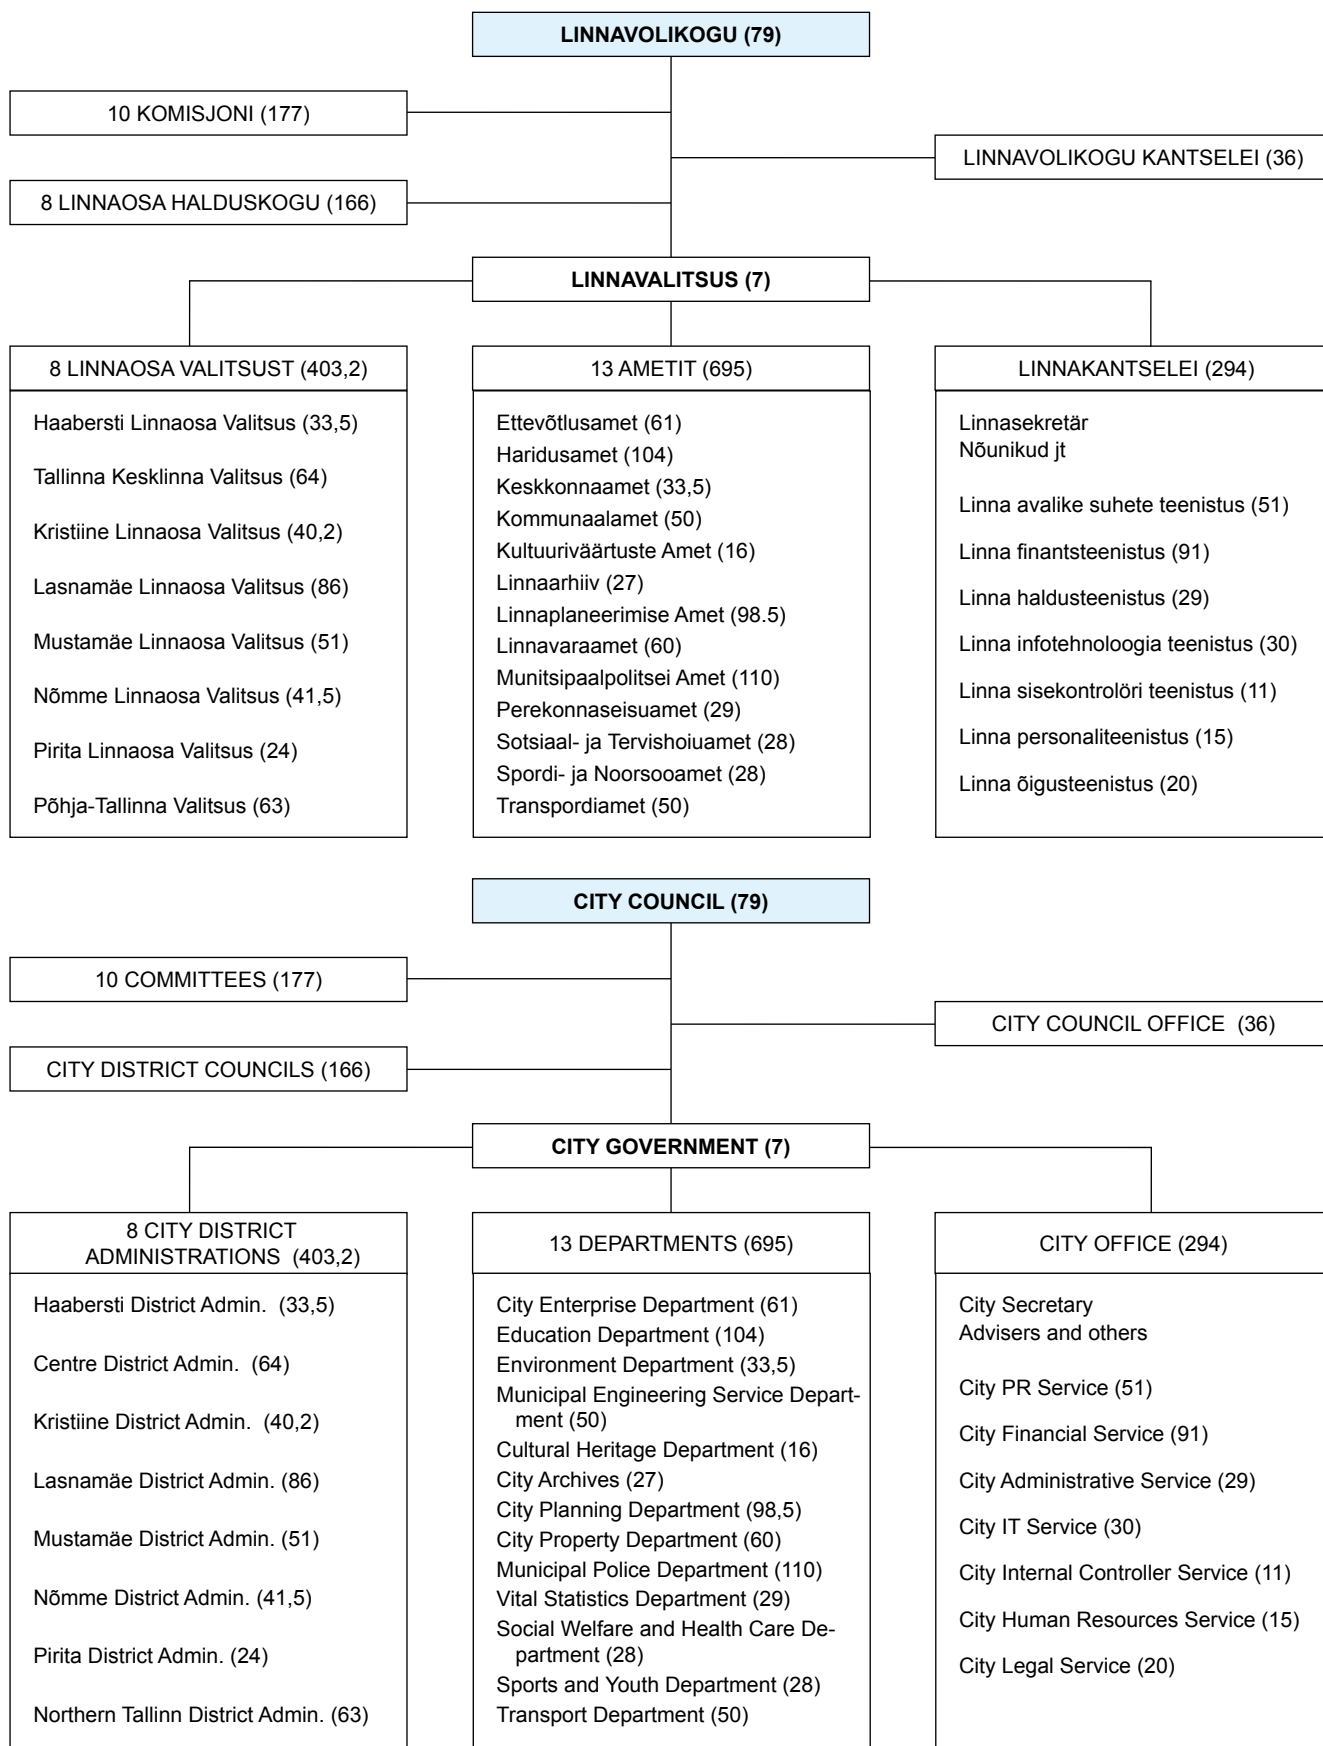 LINNAVOLIKOGU (79)
10 KOMISJONI (177)
LINNAVOLIKOGU KANTSELEI (36)
8 LINNAOSA HALDUSKOGU (166)
LINNAVALITSUS (7)
8 LINNAOSA VALITSUST (403,2)
Haabersti Linnaosa Valitsus (33,5)
Tallinna Kesklinna Valitsus (64)
Kristiine Linnaosa Valitsus (40,2)
Lasnamäe Linnaosa Valitsus (86)
Mustamäe Linnaosa Valitsus (51)
Nõmme Linnaosa Valitsus (41,5)
Pirita Linnaosa Valitsus (24)
Põhja-Tallinna Valitsus (63)
13 AMETIT (695)
Ettevõtlusamet (61)
Haridusamet (104)
Keskkonnaamet (33,5)
Kommunaalamet (50)
Kultuuriväärtuste Amet (16)
Linnaarhiiv (27)
Linnaplaneerimise Amet (98.5)
Linnavaraamet (60)
Munitsipaalpolitsei Amet (110)
Perekonnaseisuamet (29)
Sotsiaal- ja Tervishoiuamet (28)
Spordi- ja Noorsooamet (28)
Transpordiamet (50)
LINNAKANTSELEI (294)
Linnasekretär
Nõunikud jt
Linna avalike suhete teenistus (51)
Linna finantsteenistus (91)
Linna haldusteenistus (29)
Linna infotehnoloogia teenistus (30)
Linna sisekontrolöri teenistus (11)
Linna personaliteenistus (15)
Linna õigusteenistus (20)
CITY COUNCIL (79)
10 COMMITTEES (177)
CITY COUNCIL OFFICE (36)
CITY DISTRICT COUNCILS (166)
CITY GOVERNMENT (7)
8 CITY DISTRICT
ADMINISTRATIONS (403,2)
Haabersti District Admin. (33,5)
Centre District Admin. (64)
Kristiine District Admin. (40,2)
Lasnamäe District Admin. (86)
Mustamäe District Admin. (51)
Nõmme District Admin. (41,5)
Pirita District Admin. (24)
Northern Tallinn District Admin. (63)
13 DEPARTMENTS (695)
City Enterprise Department (61)
Education Department (104)
Environment Department (33,5)
Municipal Engineering Service Depart-
ment (50)
Cultural Heritage Department (16)
City Archives (27)
City Planning Department (98,5)
City Property Department (60)
Municipal Police Department (110)
Vital Statistics Department (29)
Social Welfare and Health Care De-
partment (28)
Sports and Youth Department (28)
Transport Department (50)
CITY OFFICE (294)
City Secretary
Advisers and others
City PR Service (51)
City Financial Service (91)
City Administrative Service (29)
City IT Service (30)
City Internal Controller Service (11)
City Human Resources Service (15)
City Legal Service (20)